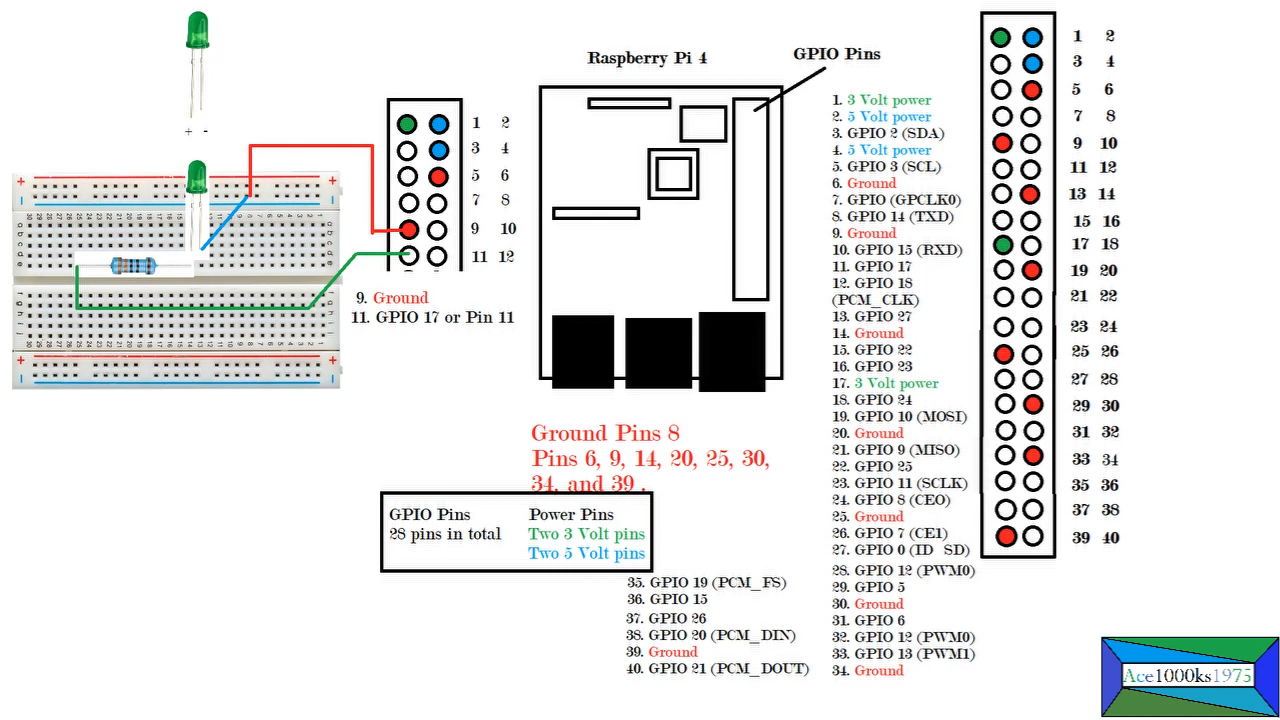 Raspberry Pi 4
GPIO Pins
+ -
1 2
3 4
5 6
7 8
9 10
11 12
9. Ground
11. GPIO 17 or Pin 11
Ground Pins 8
Pins 6, 9, 14, 20, 25, 30,
34, and 39 .
GPIO Pins
28 pins in total
Power Pins
Two 3 Volt pins
Two 5 Volt pins
1. 3 Volt power
2. 5 Volt power
3. GPIO 2 (SDA)
4. 5 Volt power
5. GPIO 3 (SCL)
6. Ground
7. GPIO (GPCLK0)
8. GPIO 14 (TXD)
9. Ground
10. GPIO 15 (RXD)
11. GPIO 17
12. GPIO 18
(PCM_CLK)
13. GPIO 27
14. Ground
15. GPIO 22
16. GPIO 23
17. 3 Volt power
18. GPIO 24
19. GPIO 10 (MOSI)
20. Ground
21. GPIO 9 (MISO)
22. GPIO 25
23. GPIO 11 (SCLK)
24. GPIO 8 (CEO)
25. Ground
26. GPIO 7 (CE1)
27. GPIO 0 (ID_SD)
28. GPIO 12 (PWM0)
29. GPIO 5
30. Ground
31. GPIO 6
32. GPIO 12 (PWM0)
33. GPIO 13 (PWM1)
34. Ground
35. GPIO 19 (PCM_FS)
36. GPIO 15
37. GPIO 26
38. GPIO 20 (PCM_DIN)
39. Ground
40. GPIO 21 (PCM_DOUT)
1 2
3 4
5 6
7 8
9 10
11 12
13 14
15 16
17 18
19 20
21 22
23 24
25 26
27 28
29 30
31 32
33 34
35 36
37 38
39 40
Ace1000ks1975